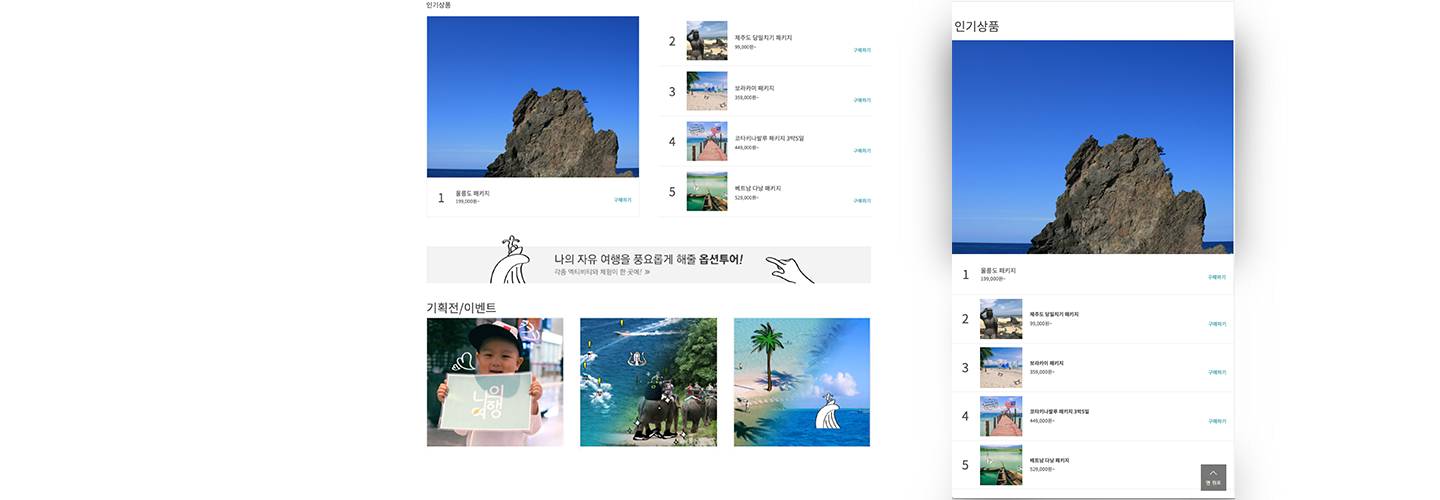 인기상품
1
울릉도 패키지
199,000원~
구매하기
2
제주도 당일치기 패키지
99,000원~
구매하기
3
보라카이 패키지
359,000원~
구매하기
4
코타키나발루 패키지 3박5일
449,000원~
구매하기
5
베트남 다낭 패키지
529,000원~
구매하기
나의 자유 여행을 풍요롭게 해줄 옵션투어!
각종 액티비티와 체험이 한 곳에! »
기획전/이벤트
나의
여행
인기상품
1
울릉도 패키지
199,000원~
구매하기
2
제주도 당일치기 패키지
99,000원~
구매하기
3
보라카이 패키지
359,000원~
구매하기
4
코타키나발루 패키지 3박5일
449,000원~
구매하기
5
베트남 다낭 패키지
529,000원~
맨 위로